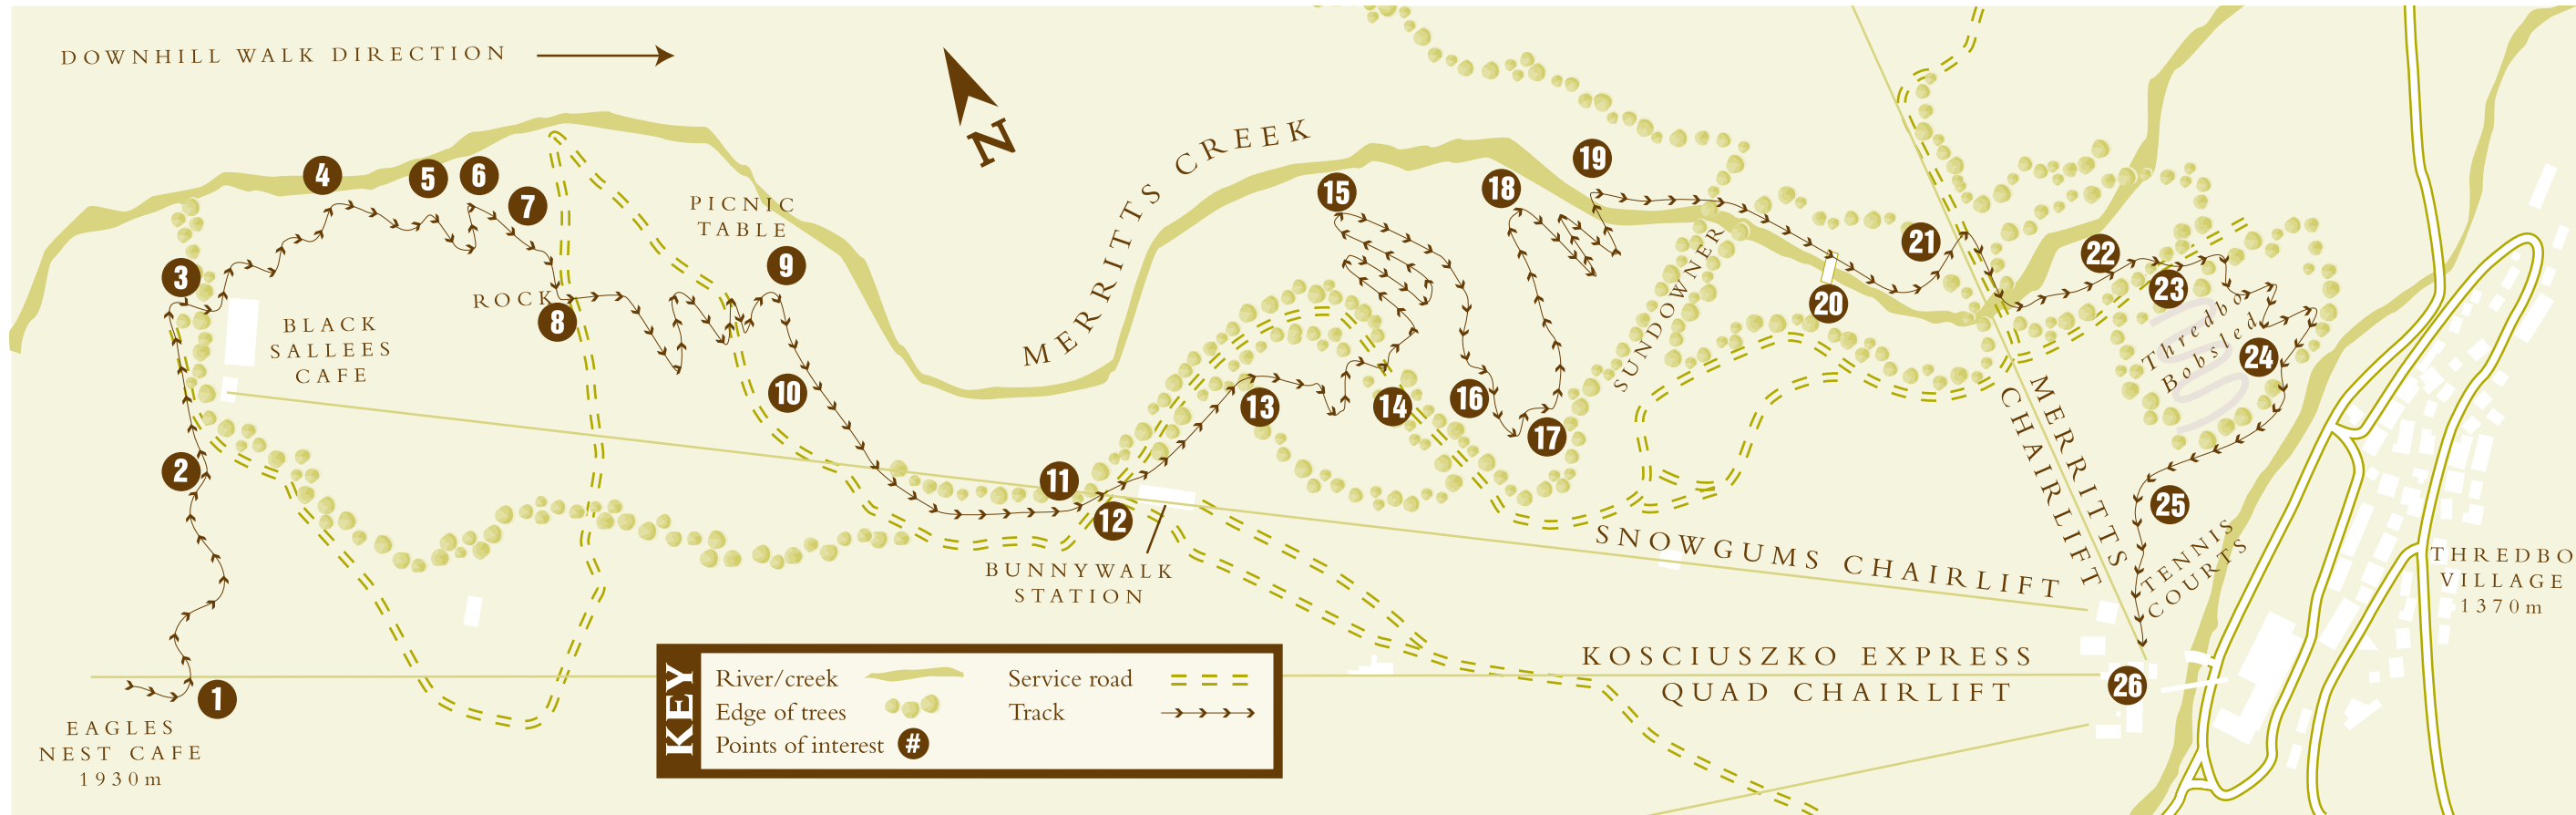 DOWNHILL WALK DIRECTION
N
MERRITTS CREEK
PICNIC
TABLE
ROCK
BLACK
SALLEES
CAFE
SUNDOWNER
Thredbo
Bobsled
MERRITTS
CHAIRLIFT
SNOWGUMS CHAIRLIFT
TENNIS
COURTS
THREDBO
VILLAGE
1370m
BUNNYWALK
STATION
KOSCIUSZKO EXPRESS
QUAD CHAIRLIFT
EAGLES
NEST CAFE
1930m
KEY
River/creek
Edge of trees
Points of interest #
Service road
Track
1
2
3
4
5
6
7
8
9
10
11
12
13
14
15
16
17
18
19
20
21
22
23
24
25
26